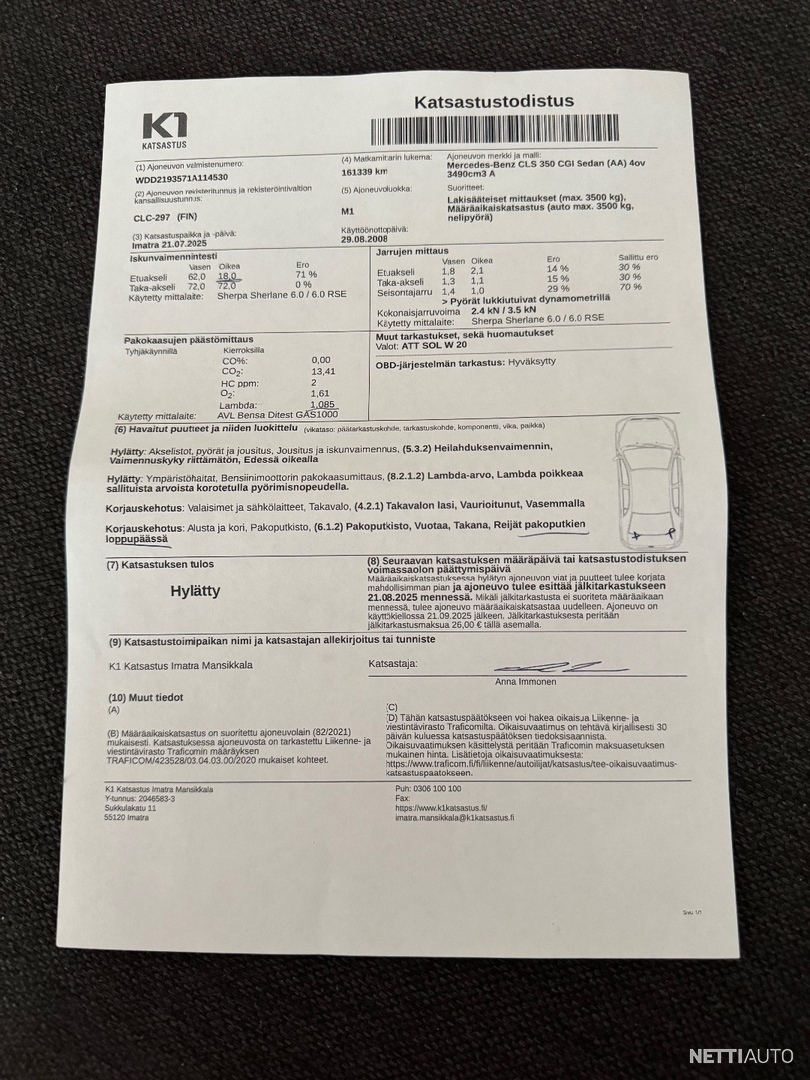 Katsastustodistus
K1
KATSASTUS
(1) Ajoneuvon valmistenumero:
WDD2193571A114530
(4) Matkamittarin lukema:
161339 km
Ajoneuvon merkki ja malli:
Mercedes-Benz CLS 350 CGI Sedan (AA) 4ov
3490cm3 A
(2) Ajoneuvon rekisteritunnus ja rekisteröintivaltion
kansallisuustunnus:
CLC-297 (FIN)
(5) Ajoneuvoluokka:
M1
Suoritteet:
Lakisääteiset mittaukset (max. 3500 kg),
Määräaikaiskatsastus (auto max. 3500 kg,
nelipyörä)
(3) Katsastuspaikka ja -päivä:
Imatra 21.07.2025
Käyttöönottopäivä:
29.08.2008
Iskunvaimennintesti
Vasen Oikea Ero
Etuakseli 62,0 18,0 71 %
Taka-akseli 72,0 72,0 0 %
Käytetty mittalaite: Sherpa Sherlane 6.0 / 6.0 RSE
Jarrujen mittaus
Vasen Oikea Ero Sallittu ero
Etuakseli 1,8 2,1 14 % 30 %
Taka-akseli 1,3 1,1 15 % 30 %
Seisontajarru 1,4 1,0 29 % 70 %
> Pyörät lukkiutuivat dynamometrillä
Kokonaisjarruvoima 2.4 kN / 3.5 kN
Käytetty mittalaite: Sherpa Sherlane 6.0 / 6.0 RSE
Pakokaasujen päästömittaus
Tyhjäkäynnillä Kierroksilla
CO%: 0,00
CO2: 13,41
HC ppm: 2
O2: 1,61
Lambda: 1,085
Käytetty mittalaite: AVL Bensa Ditest GAS1000
Muut tarkastukset, sekä huomautukset
Valot: ATT SOL W 20
OBD-järjestelmän tarkastus: Hyväksytty
(6) Havaitut puutteet ja niiden luokittelu (vikataso: päätarkastuskohde, tarkastuskohde, komponentti, vika, paikka)
Hylätty: Akselistot, pyörät ja jousitus, Jousitus ja iskunvaimennus, (5.3.2) Heilahduksenvaimennin,
Vaimennuskyky riittämätön, Edessä oikealla
Hylätty: Ympäristöhaitat, Bensiinimoottorin pakokaasumittaus, (8.2.1.2) Lambda-arvo, Lambda poikkeaa
sallituista arvoista korotetulla pyörimisnopeudella.
Korjauskehotus: Valaisimet ja sähkölaitteet, Takavalo, (4.2.1) Takavalon lasi, Vaurioitunut, Vasemmalla
Korjauskehotus: Alusta ja kori, Pakoputkisto, (6.1.2) Pakoputkisto, Vuotaa, Takana, Reijät pakoputkien
loppupäässä
(7) Katsastuksen tulos
Hylätty
(8) Seuraavan katsastuksen määräpäivä tai katsastustodistuksen
voimassaolon päättymispäivä
Määräaikaiskatsastuksessa hylätyn ajoneuvon viat ja puutteet tulee korjata
mahdollisimman pian ja ajoneuvo tulee esittää jälkitarkastukseen
21.08.2025 mennessä. Mikäli jälkitarkastusta ei suoriteta määräaikaan
mennessä, tulee ajoneuvo määräaikaiskatsastaa uudelleen. Ajoneuvo on
käyttökiellossa 21.09.2025 jälkeen. Jälkitarkastuksesta peritään
jälkitarkastusmaksua 26,00 € tällä asemalla.
(9) Katsastustoimipaikan nimi ja katsastajan allekirjoitus tai tunniste
K1 Katsastus Imatra Mansikkala
Katsastaja:
Anna Immonen
(10) Muut tiedot
(A)
(B) Määräaikaiskatsastus on suoritettu ajoneuvolain (82/2021)
mukaisesti. Katsastuksessa ajoneuvosta on tarkastettu Liikenne- ja
viestintävirasto Traficomin määräyksen
TRAFICOM/423528/03.04.03.00/2020 mukaiset kohteet.
(C)
(D) Tähän katsastuspäätökseen voi hakea oikaisua Liikenne- ja
viestintävirasto Traficomilta. Oikaisuvaatimus on tehtävä kirjallisesti 30
päivän kuluessa katsastuspäätöksen tiedoksisaannista.
Oikaisuvaatimuksen käsittelystä peritään Traficomin maksuasetuksen
mukainen hinta. Lisätietoja oikaisuvaatimuksesta:
https://www.traficom.fi/fi/liikenne/autoilijat/katsastus/tee-oikaisuvaatimus-
katsastuspaatokseen.
K1 Katsastus Imatra Mansikkala
Y-tunnus: 2046583-3
Sukkulakatu 11
55120 Imatra
Puh: 0306 100 100
Fax:
https://www.k1katsastus.fi/
imatra.mansikkala@k1katsastus.fi
Sivu 1/1
NETTIAUTO